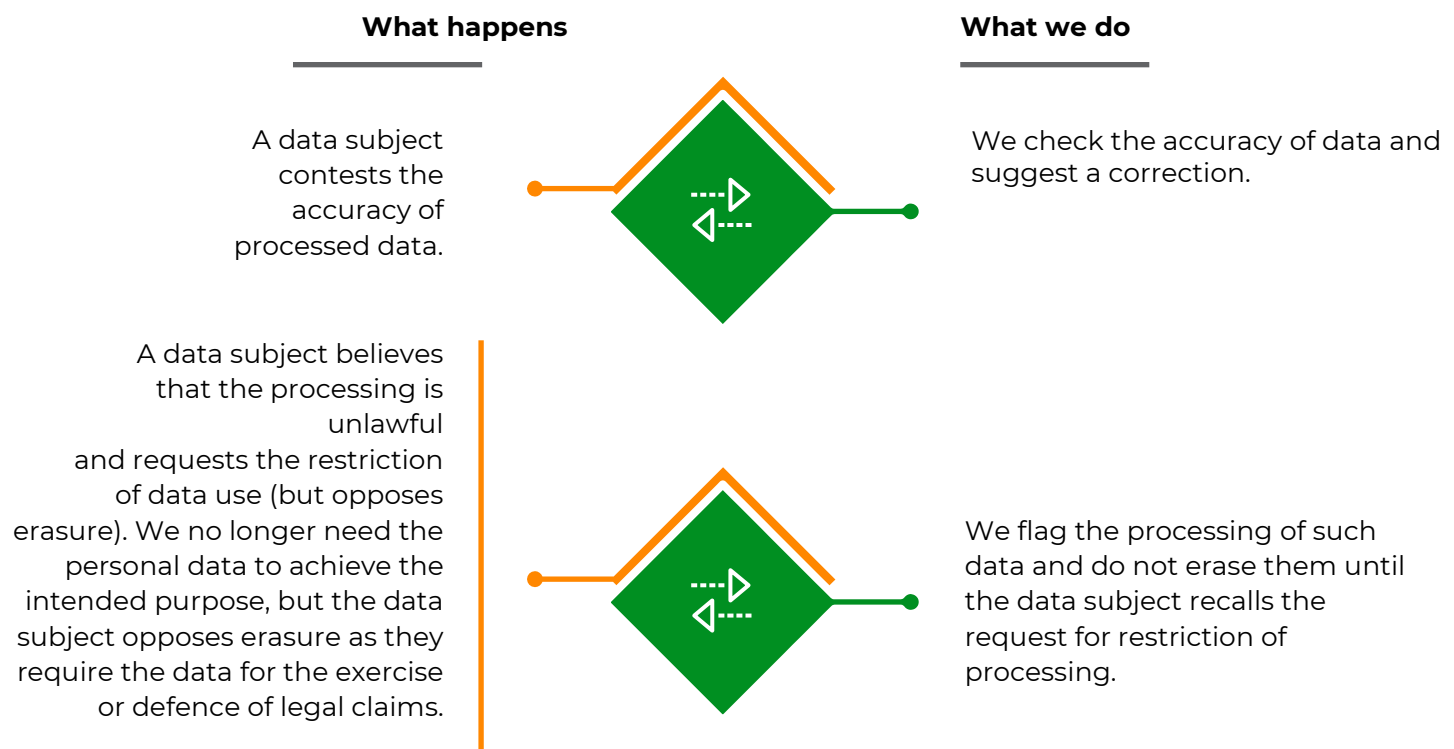 What happens
What we do
A data subject
contests the
accuracy of
processed data.
We check the accuracy of data and
suggest a correction.
A data subject believes
that the processing is
unlawful
and requests the restriction
of data use (but opposes
erasure). We no longer need the
personal data to achieve the
intended purpose, but the data
subject opposes erasure as they
require the data for the exercise
or defence of legal claims.
We flag the processing of such
data and do not erase them until
the data subject recalls the
request for restriction of
processing.